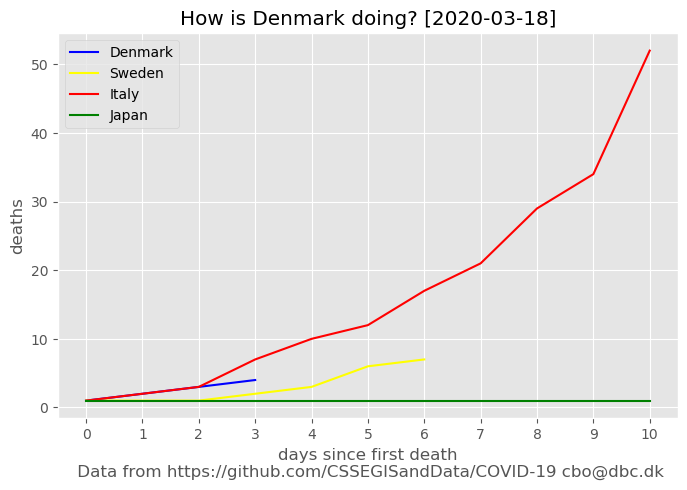 How is Denmark doing? [2020-03-18]
Denmark
Sweden
Italy
Japan
deaths
50
40
30
20
10
0
0 1 2 3 4 5 6 7 8 9 10
days since first death
Data from https://github.com/CSSEGISandData/COVID-19 cbo@dbc.dk